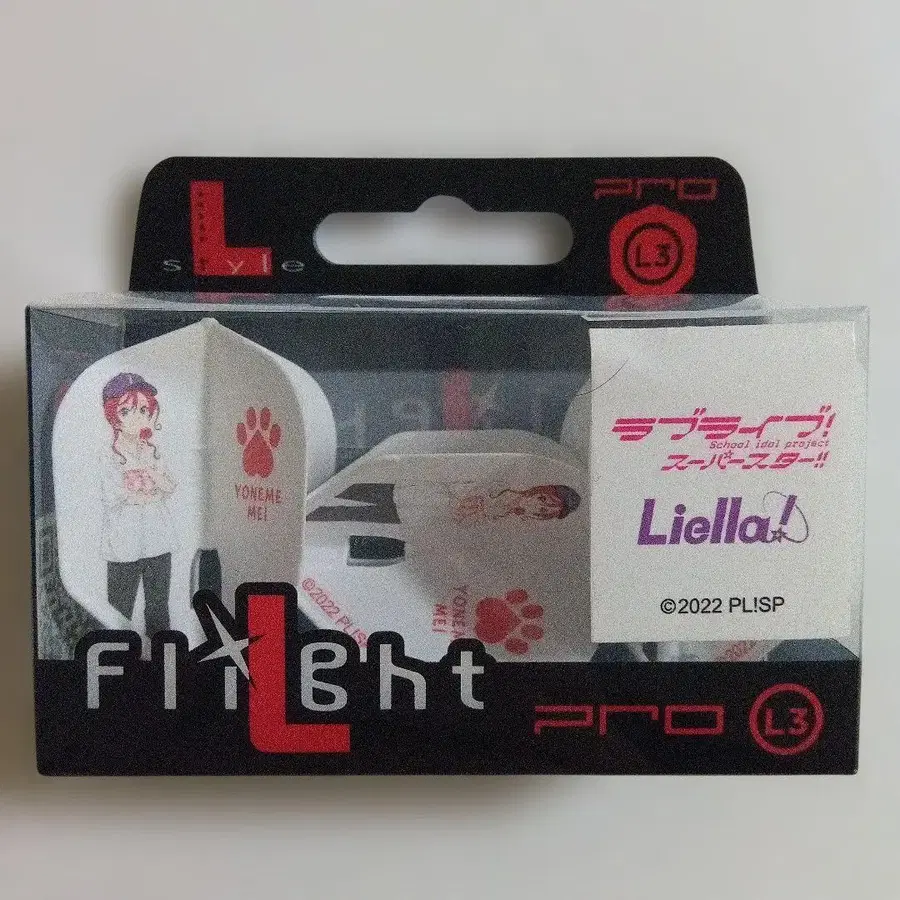 L
style
PRO
L3
YONEME
MEI
©2022 PL!SP
YONEME
MEI
ラブライブ!
School idol project
スーパースター!!
Liella!
©2022 PL!SP
Flight
L
PRO
L3